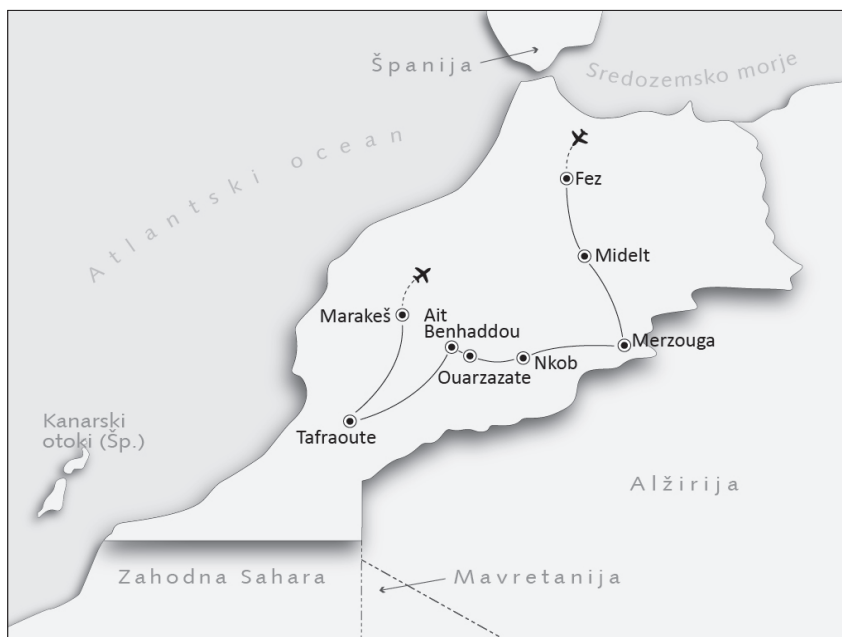 Španija
Sredozemsko morje
Atlantski ocean
Fez
Midelt
Marakeš
Ait
Benhaddou
Merzouga
Nkob
Ouarzazate
Tafraoute
Kanarski
otoki (Šp.)
Alžirija
Zahodna Sahara
Mavretanija